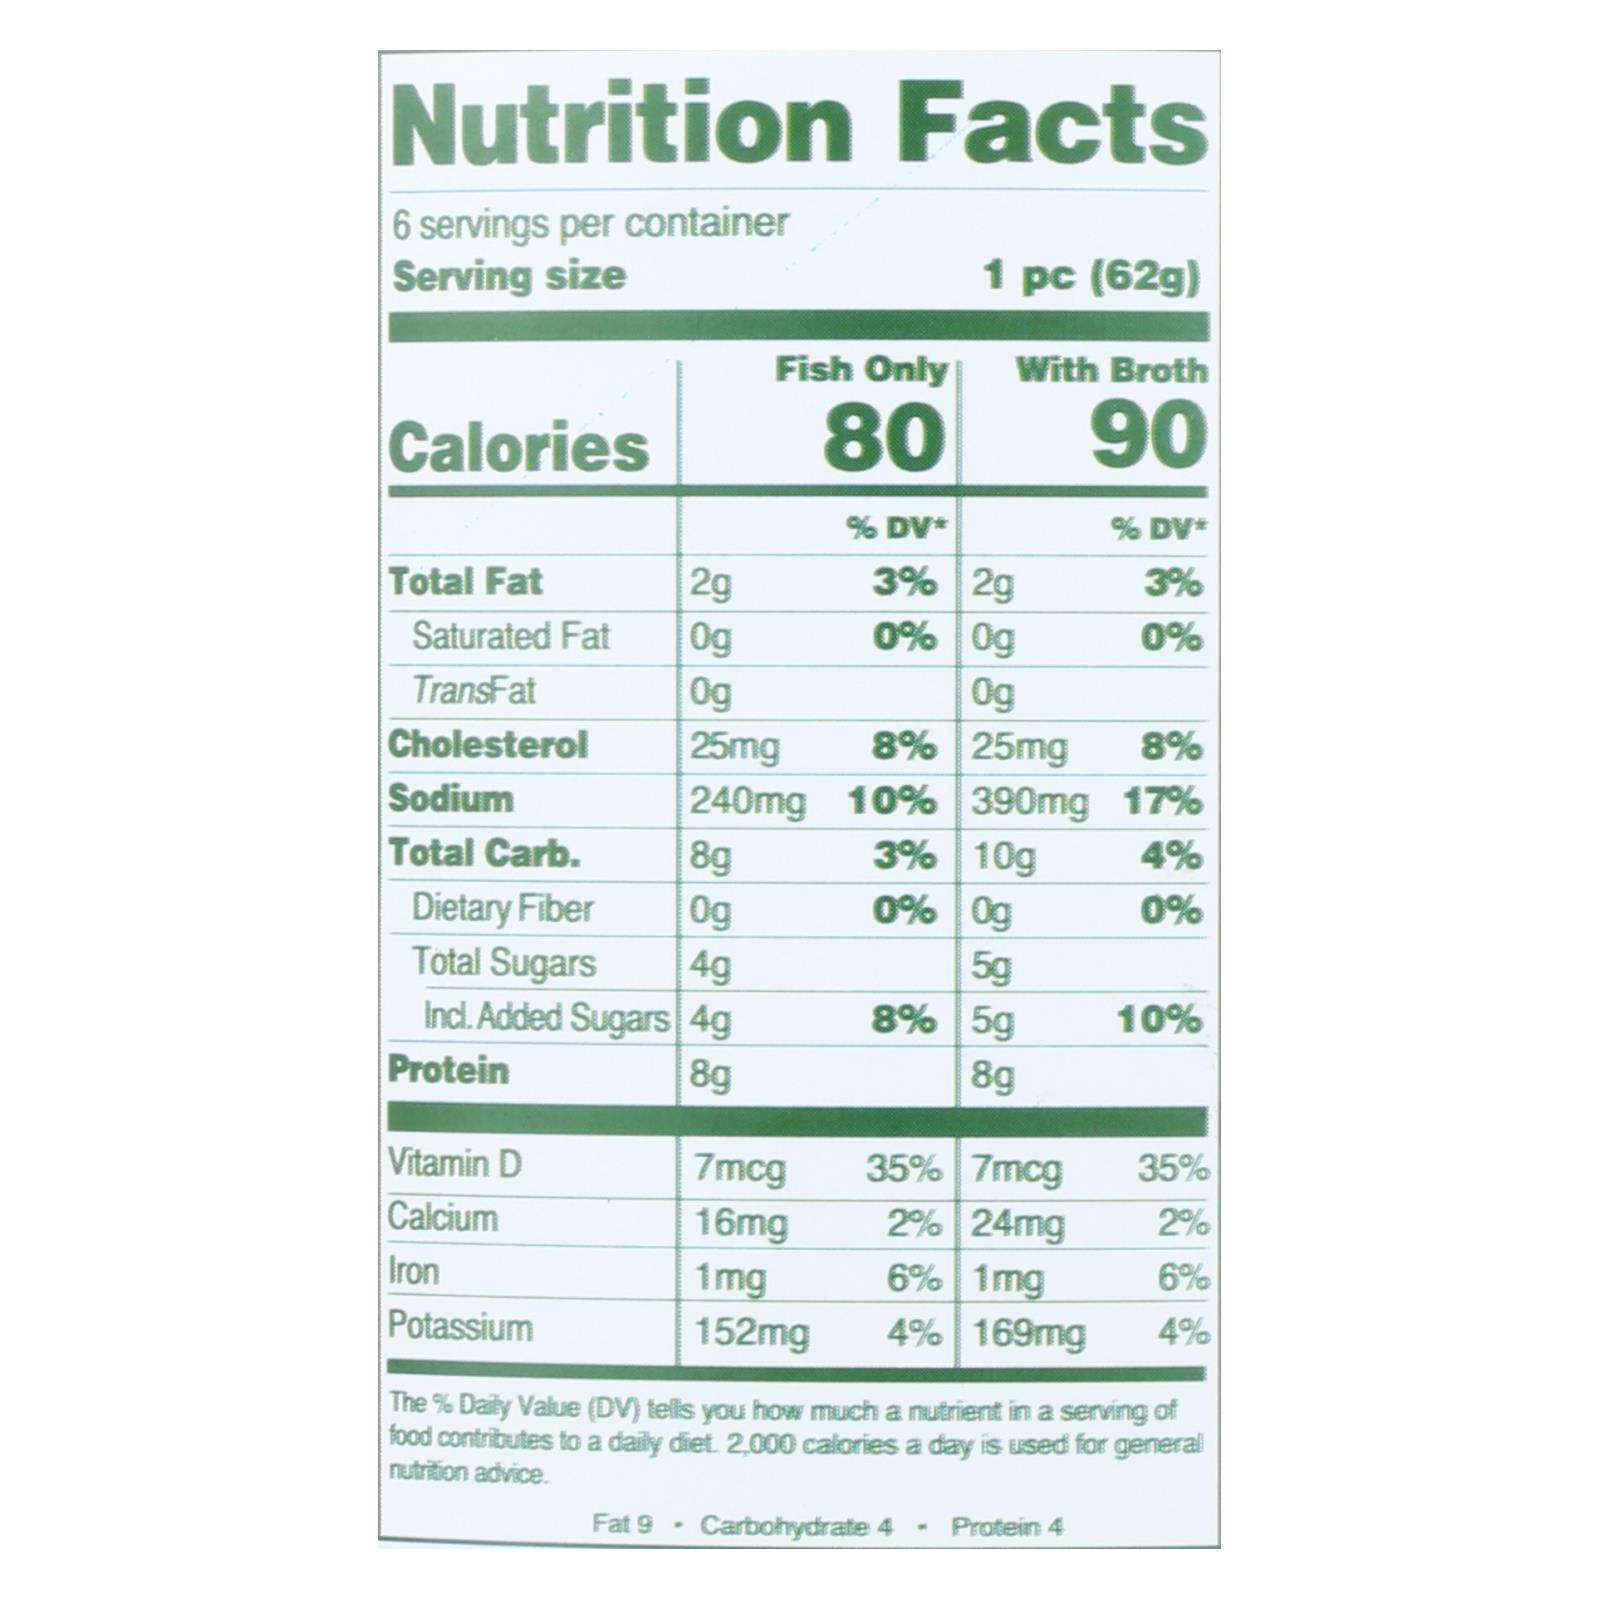 Nutrition Facts
6 servings per container
Serving size 1 pc (62g)
Fish Only With Broth
Calories 80 90
% DV* % DV*
Total Fat 2g 3% 2g 3%
Saturated Fat 0g 0% 0g 0%
Trans Fat 0g 0g
Cholesterol 25mg 8% 25mg 8%
Sodium 240mg 10% 390mg 17%
Total Carb. 8g 3% 10g 4%
Dietary Fiber 0g 0% 0g 0%
Total Sugars 4g 5g
Incl. Added Sugars 4g 8% 5g 10%
Protein 8g 8g
Vitamin D 7mcg 35% 7mcg 35%
Calcium 16mg 2% 24mg 2%
Iron 1mg 6% 1mg 6%
Potassium 152mg 4% 169mg 4%
The % Daily Value (DV) tells you how much a nutrient in a serving of
food contributes to a daily diet. 2,000 calories a day is used for general
nutrition advice.
Fat 9 • Carbohydrate 4 • Protein 4